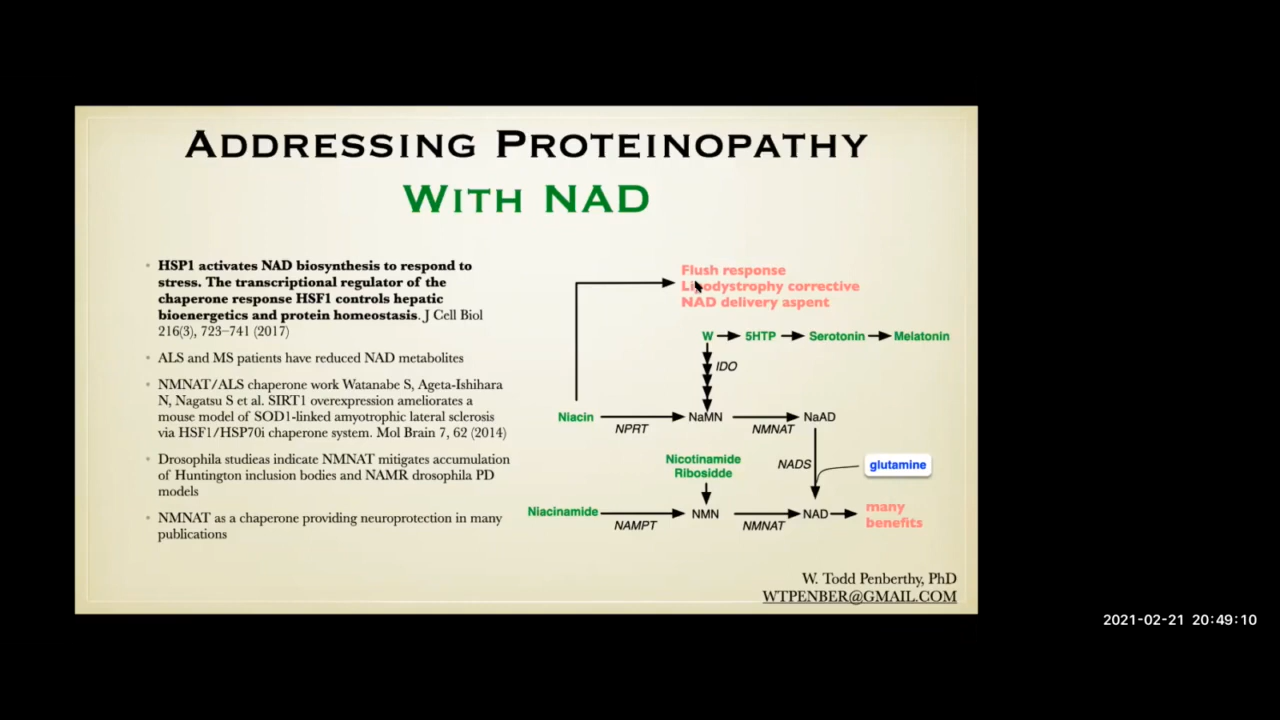 ADDRESSING PROTEINOPATHY
WITH NAD
HSP1 activates NAD biosynthesis to respond to
stress. The transcriptional regulator of the
chaperone response HSF1 controls hepatic
bioenergetics and protein homeostasis. J Cell Biol
216(3), 723–741 (2017)
ALS and MS patients have reduced NAD metabolites
NMNAT/ALS chaperone work Watanabe S, Ageta-Ishihara
N, Nagatsu S et al. SIRT1 overexpression ameliorates a
mouse model of SOD1-linked amyotrophic lateral sclerosis
via HSF1/HSP70i chaperone system. Mol Brain 7, 62 (2014)
Drosophila studieas indicate NMNAT mitigates accumulation
of Huntington inclusion bodies and NAMR drosophila PD
models
NMNAT as a chaperone providing neuroprotection in many
publications
Flush response
Lipodystrophy corrective
NAD delivery aspent
W 5HTP Serotonin Melatonin
IDO
Niacin NaMN NaAD
NPRT NMNAT
Nicotinamide
Ribosidde
NADS glutamine
Niacinamide NMN NAD many
benefits
NAMPT NMNAT
W. Todd Penberthy, PhD
WTPENBER@GMAIL.COM
2021-02-21 20:49:10